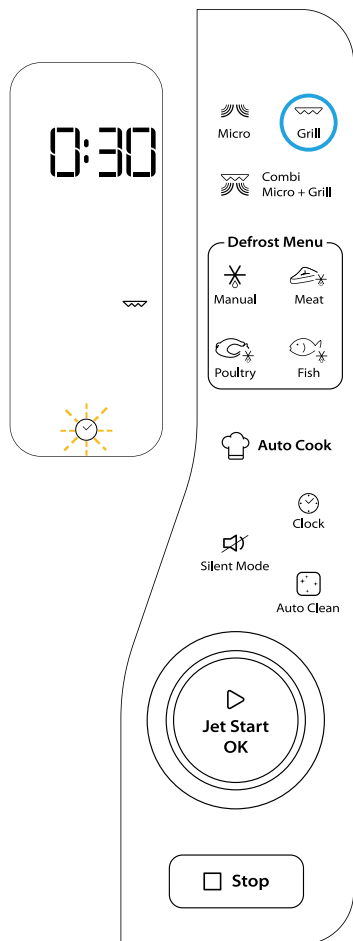 0:30
Micro
Grill
Combi
Micro + Grill
Defrost Menu
Manual
Meat
Poultry
Fish
Auto Cook
Clock
Silent Mode
Auto Clean
Jet Start
OK
Stop